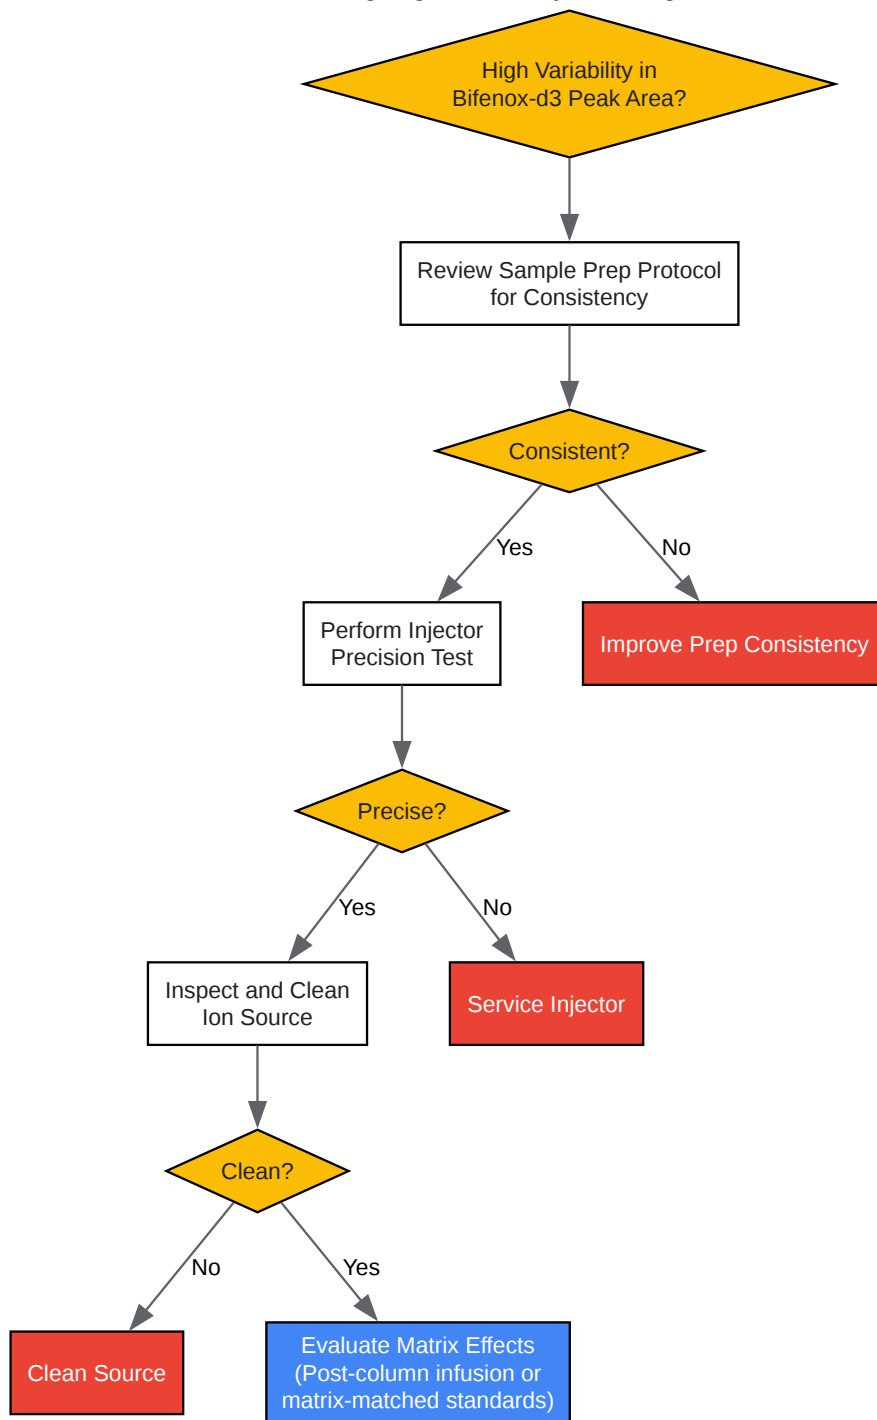 High Variability in
Bifenox-d3 Peak Area?
Review Sample Prep Protocol
for Consistency
Consistent?
Yes
No
Perform Injector
Precision Test
Improve Prep Consistency
Precise?
Yes
No
Inspect and Clean
Ion Source
Service Injector
Clean?
No
Yes
Clean Source
Evaluate Matrix Effects
(Post-column infusion or
matrix-matched standards)